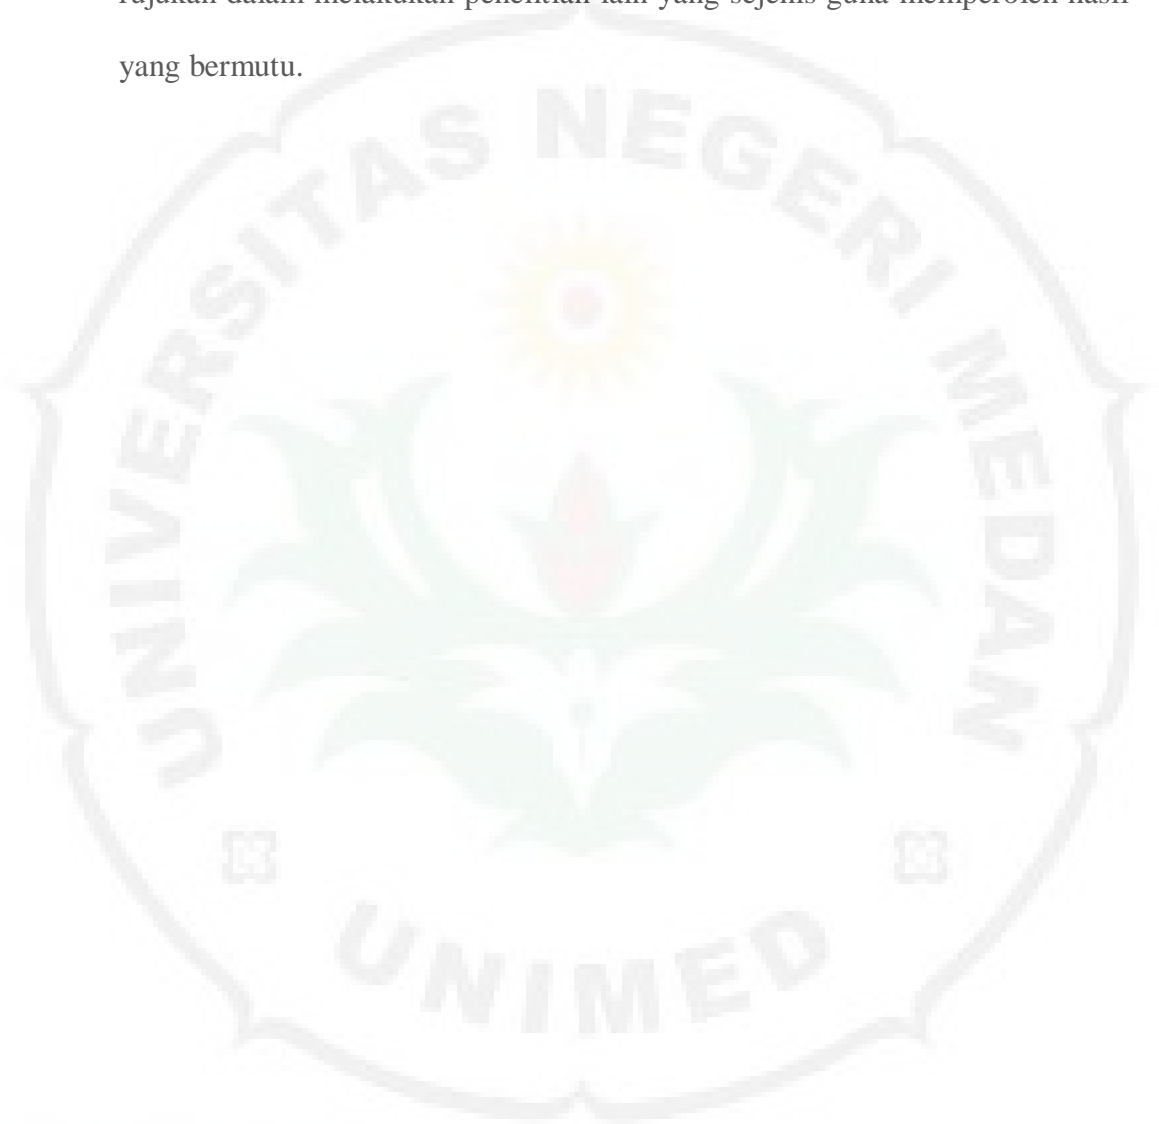 rujukan dalam melakukan penelitian lain yang sejenis guna memperoleh hasil
yang bermutu.
UNIVERSITAS NEGERI MEDAN
UNIMED